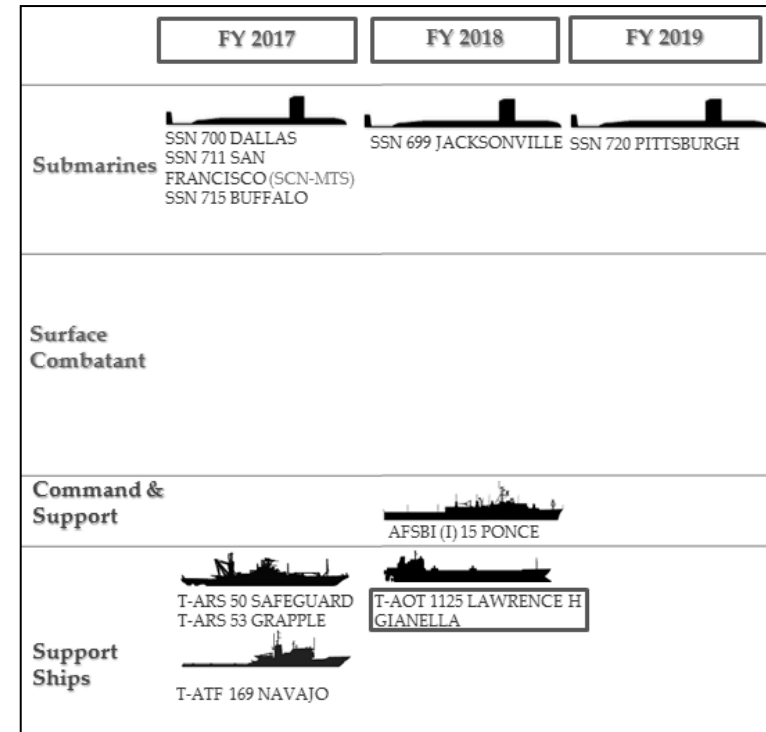 FY 2017
FY 2018
FY 2019
Submarines
SSN 700 DALLAS
SSN 711 SAN
FRANCISCO (SCN-MTS)
SSN 715 BUFFALO
SSN 699 JACKSONVILLE
SSN 720 PITTSBURGH
Surface
Combatant
Command &
Support
AFSBI (I) 15 PONCE
Support
Ships
T-ARS 50 SAFEGUARD
T-ARS 53 GRAPPLE
T-ATF 169 NAVAJO
T-AOT 1125 LAWRENCE H
GIANELLA